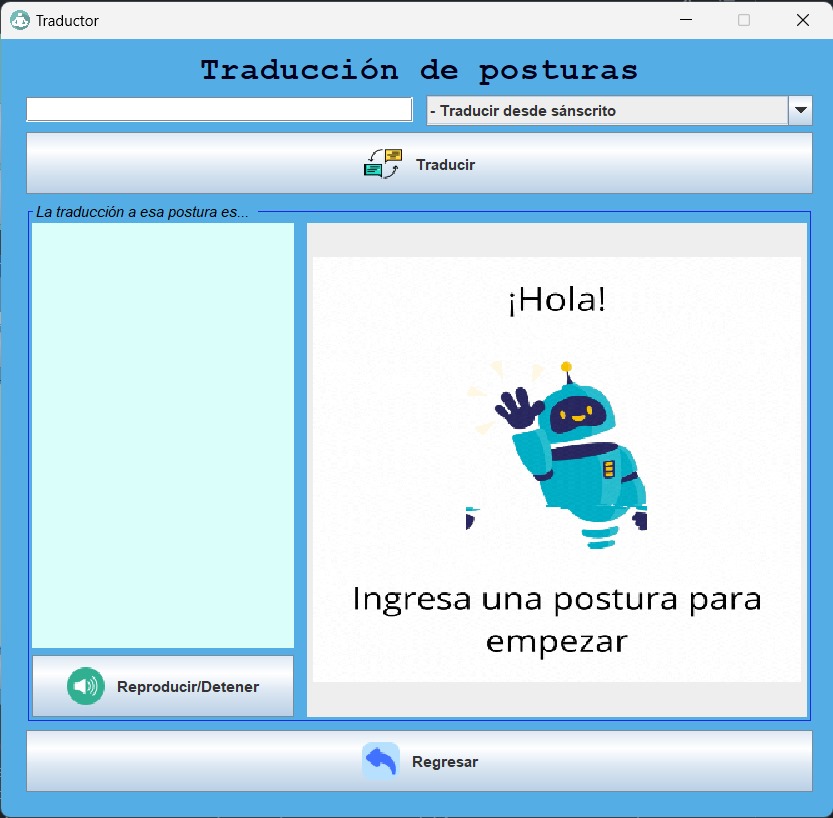 Traductor
Traducción de posturas
- Traducir desde sánscrito
Traducir
La traducción a esa postura es...
¡Hola!
Ingresa una postura para
empezar
Reproducir/Detener
Regresar